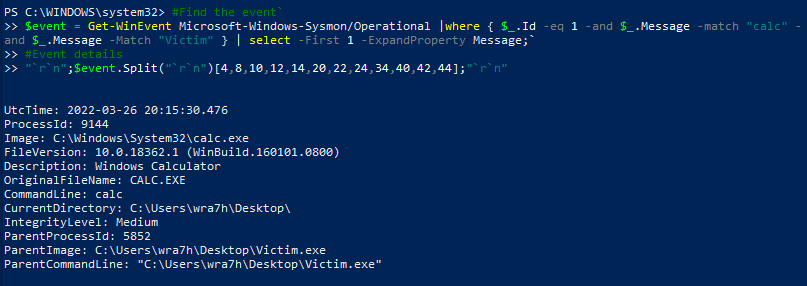 PS C:\WINDOWS\system32> #Find the event`
>> $event = Get-WinEvent Microsoft-Windows-Sysmon/Operational |where { $_.Id -eq 1 -and $_.Message -match "calc" -
and $_.Message -Match "Victim" } | select -First 1 -ExpandProperty Message;`
>> #Event details
>> "`r`n";$event.Split("`r`n")[4,8,10,12,14,20,22,24,34,40,42,44];"`r`n"
UtcTime: 2022-03-26 20:15:30.476
ProcessId: 9144
Image: C:\Windows\System32\calc.exe
FileVersion: 10.0.18362.1 (WinBuild.160101.0800)
Description: Windows Calculator
OriginalFileName: CALC.EXE
CommandLine: calc
CurrentDirectory: C:\Users\wra7h\Desktop\
IntegrityLevel: Medium
ParentProcessId: 5852
ParentImage: C:\Users\wra7h\Desktop\Victim.exe
ParentCommandLine: "C:\Users\wra7h\Desktop\Victim.exe"